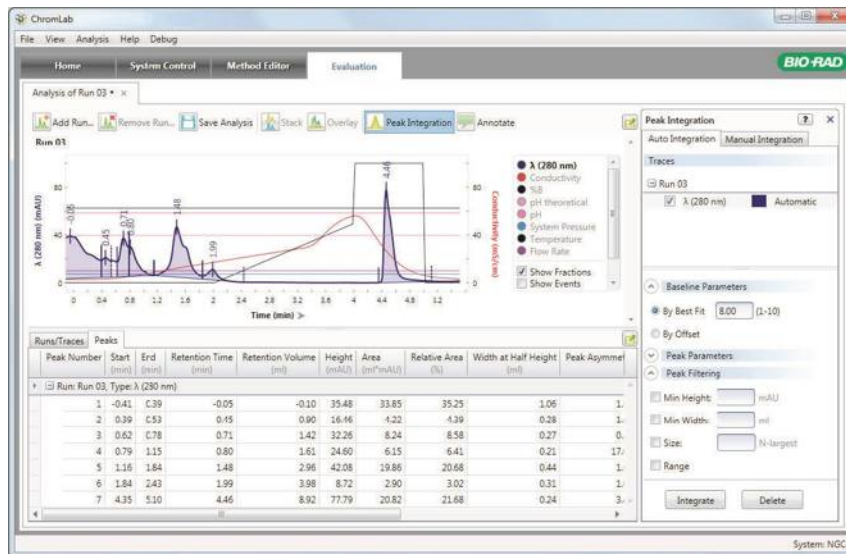 ChromLab
File View Analysis Help Debug
Home System Control Method Editor Evaluation BIO-RAD
Analysis of Run 03 • ×
Add Run... Remove Run... Save Analysis Stack Overlay Peak Integration Annotate
Run 03
λ (280 nm) (mAU)
80
40
0
-0.05
0.45
0.71
0.80
1.48
1.99
4.46
80
40
0
Conductivity (mS/cm)
0 0.4 0.8 1.2 1.6 2 2.4 2.8 3.2 3.6 4 4.4 4.8 5.2
Time (min) >
λ (280 nm)
Conductivity
%B
pH theoretical
pH
System Pressure
Temperature
Flow Rate
Show Fractions
Show Events
Runs/Traces Peaks
Peak Number Start (min) End (min) Retention Time (min) Retention Volume (ml) Height (mAU) Area (ml*mAU) Relative Area (%) Width at Half Height (ml) Peak Asymmet
Run: Run 03, Type: λ (280 nm)
1 -0.41 0.39 -0.05 -0.10 35.48 33.85 35.25 1.06 1.
2 0.39 0.53 0.45 0.90 16.46 4.22 4.39 0.28 1.
3 0.62 0.78 0.71 1.42 32.26 8.24 8.58 0.27 0.
4 0.79 1.15 0.80 1.61 24.60 6.15 6.41 0.21 17.
5 1.16 1.84 1.48 2.96 42.08 19.86 20.68 0.44 1.
6 1.84 2.43 1.99 3.98 8.72 2.90 3.02 0.31 1.
7 4.35 5.10 4.46 8.92 77.79 20.82 21.68 0.24 3.
Peak Integration ? ×
Auto Integration Manual Integration
Traces
Run 03
λ (280 nm) Automatic
Baseline Parameters
By Best Fit 8.00 (1-10)
By Offset
Peak Parameters
Peak Filtering
Min Height: mAU
Min Width: ml
Size: N-largest
Range
Integrate Delete
System: NGC